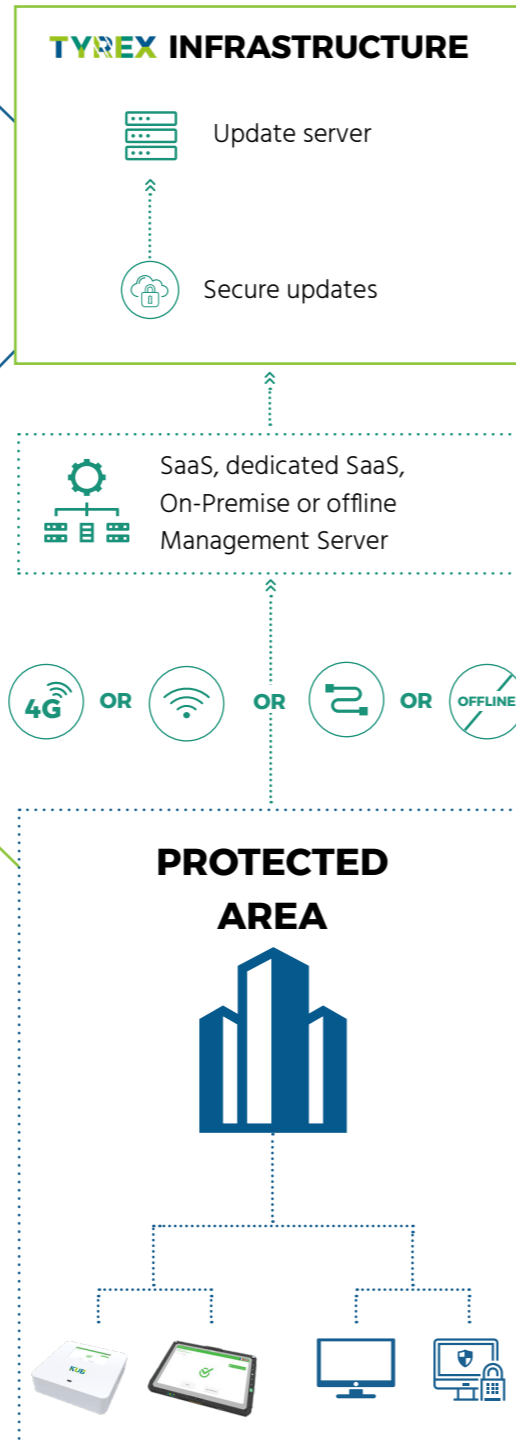 TYREX INFRASTRUCTURE
Update server
Secure updates
SaaS, dedicated SaaS,
On-Premise or offline
Management Server
4G OR OR OR OFFLINE
PROTECTED
AREA